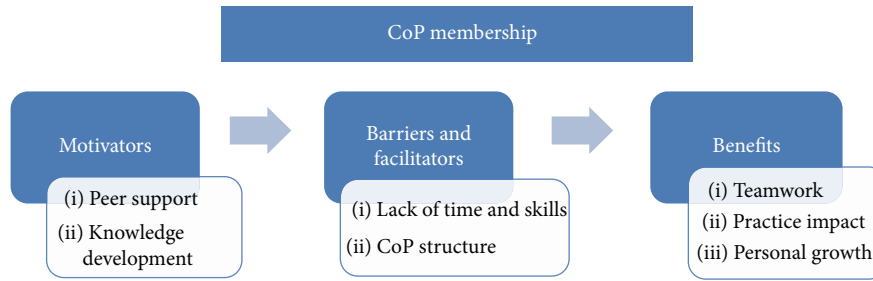 CoP membership
Motivators
(i) Peer support
(ii) Knowledge
development
Barriers and
facilitators
(i) Lack of time and skills
(ii) CoP structure
Benefits
(i) Teamwork
(ii) Practice impact
(iii) Personal growth